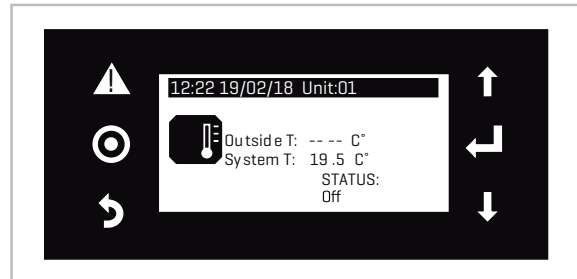 12:22 19/02/18 Unit:01
Outside T: -- -- C°
System T: 19.5 C°
STATUS:
Off